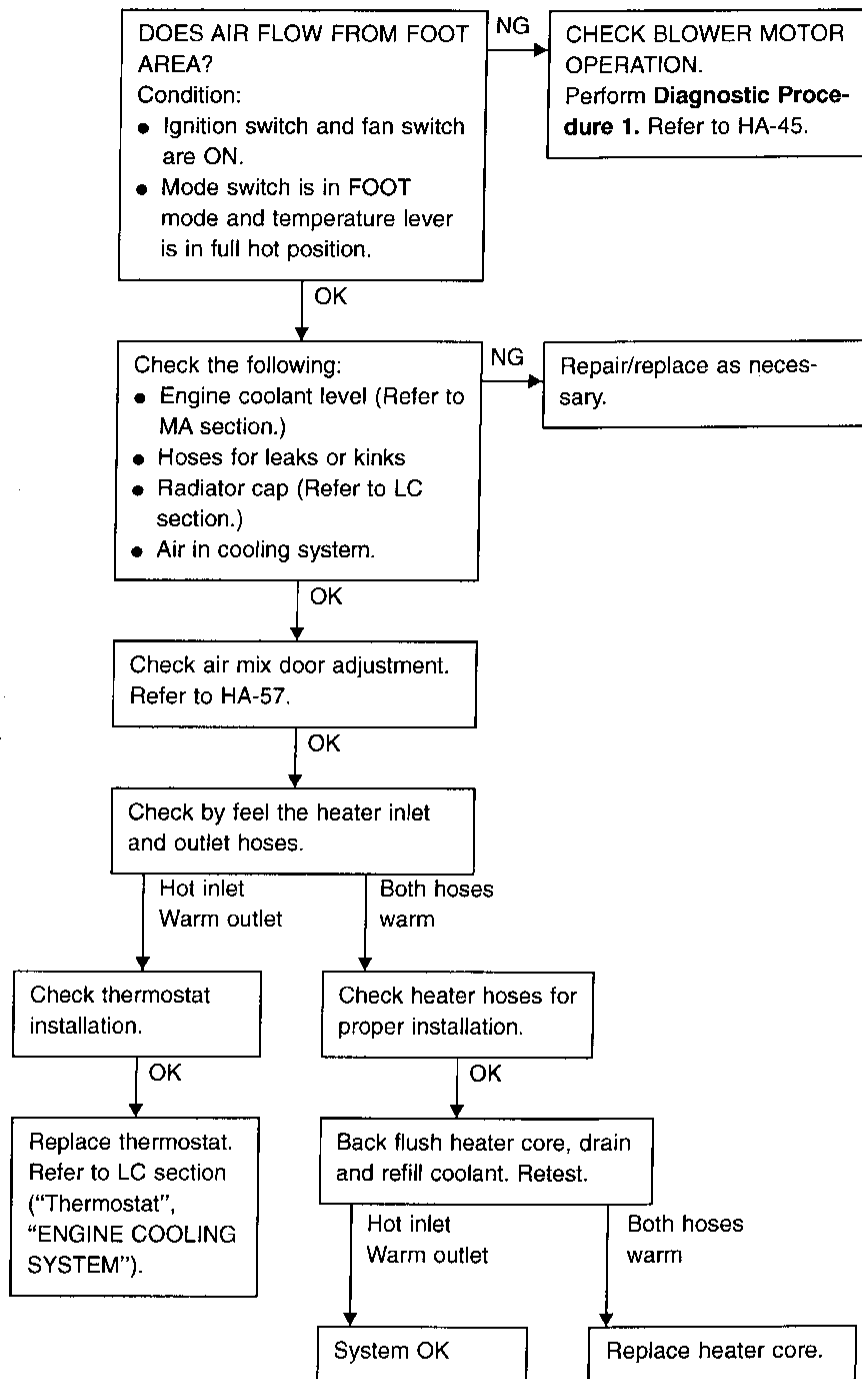 DOES AIR FLOW FROM FOOT
AREA?
Condition:
● Ignition switch and fan switch
are ON.
● Mode switch is in FOOT
mode and temperature lever
is in full hot position.
NG
CHECK BLOWER MOTOR
OPERATION.
Perform Diagnostic Proce-
dure 1. Refer to HA-45.
OK
Check the following:
● Engine coolant level (Refer to
MA section.)
● Hoses for leaks or kinks
● Radiator cap (Refer to LC
section.)
● Air in cooling system.
NG
Repair/replace as neces-
sary.
OK
Check air mix door adjustment.
Refer to HA-57.
OK
Check by feel the heater inlet
and outlet hoses.
Hot inlet
Warm outlet
Both hoses
warm
Check thermostat
installation.
Check heater hoses for
proper installation.
OK
OK
Replace thermostat.
Refer to LC section
(“Thermostat”,
“ENGINE COOLING
SYSTEM”).
Back flush heater core, drain
and refill coolant. Retest.
Hot inlet
Warm outlet
Both hoses
warm
System OK
Replace heater core.